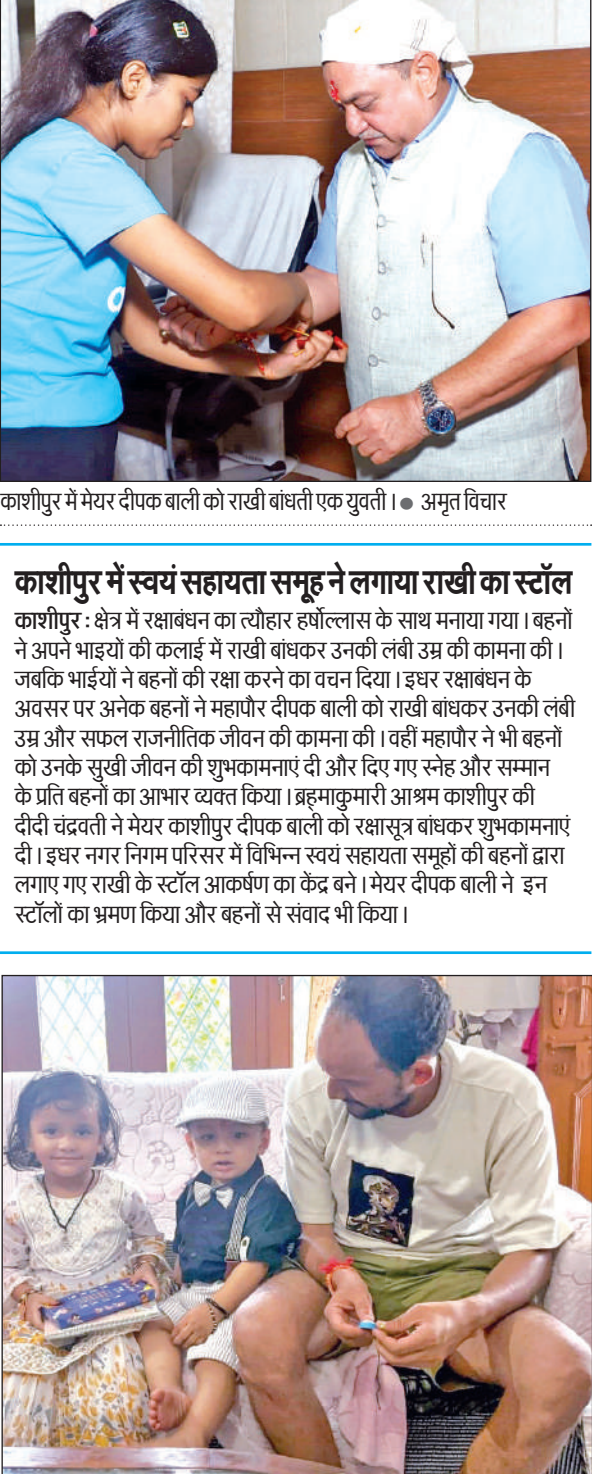 काशीपुर में मेयर दीपक बाली को राखी बांधती एक युवती। ● अमृत विचार
काशीपुर में स्वयं सहायता समूह ने लगाया राखी का स्टॉल
काशीपुर : क्षेत्र में रक्षाबंधन का त्यौहार हर्षोल्लास के साथ मनाया गया। बहनों
ने अपने भाइयों की कलाई में राखी बांधकर उनकी लंबी उम्र की कामना की।
जबकि भाईयों ने बहनों की रक्षा करने का वचन दिया। इधर रक्षाबंधन के
अवसर पर अनेक बहनों ने महापौर दीपक बाली को राखी बांधकर उनकी लंबी
उम्र और सफल राजनीतिक जीवन की कामना की। वहीं महापौर ने भी बहनों
को उनके सुखी जीवन की शुभकामनाएं दी और दिए गए स्नेह और सम्मान
के प्रति बहनों का आभार व्यक्त किया। ब्रह्माकुमारी आश्रम काशीपुर की
दीदी चंद्रवती ने मेयर काशीपुर दीपक बाली को रक्षासूत्र बांधकर शुभकामनाएं
दी। इधर नगर निगम परिसर में विभिन्न स्वयं सहायता समूहों की बहनों द्वारा
लगाए गए राखी के स्टॉल आकर्षण का केंद्र बने। मेयर दीपक बाली ने इन
स्टॉलों का भ्रमण किया और बहनों से संवाद भी किया।